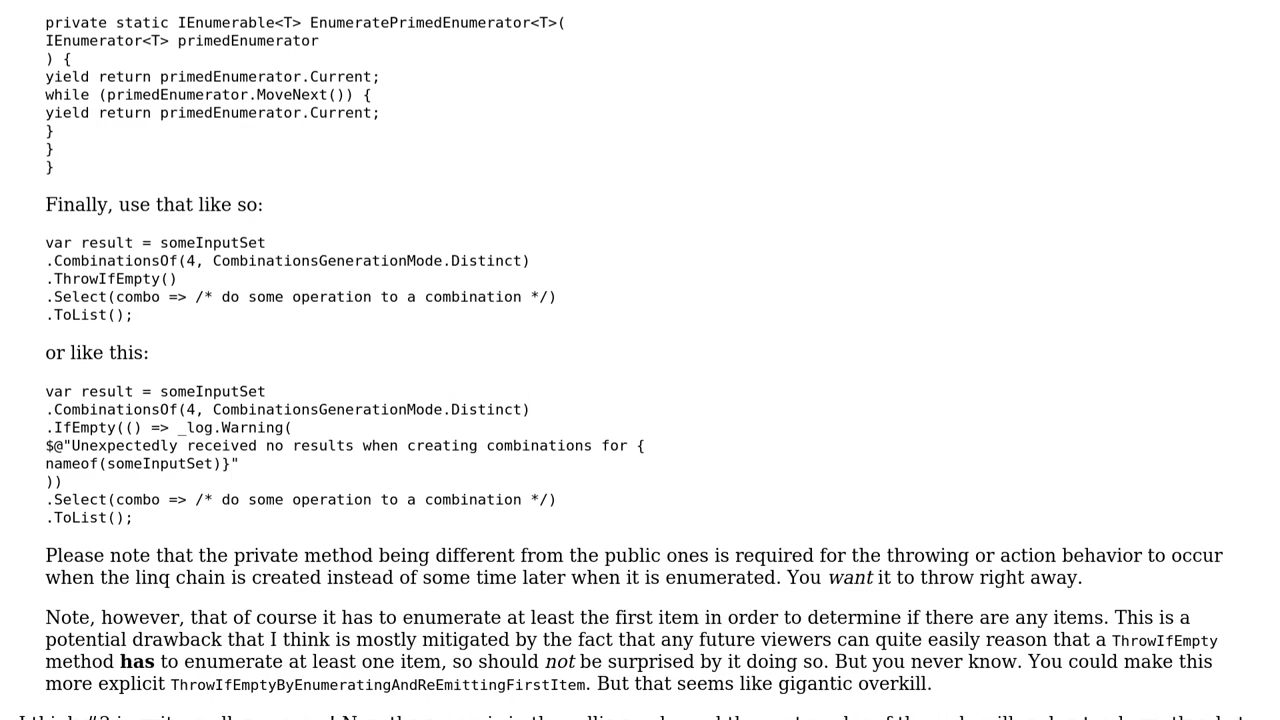 private static IEnumerable<T> EnumeratePrimedEnumerator<T>(
IEnumerator<T> primedEnumerator
) {
yield return primedEnumerator.Current;
while (primedEnumerator.MoveNext()) {
yield return primedEnumerator.Current;
}
}
}
Finally, use that like so:
var result = someInputSet
.CombinationsOf(4, CombinationsGenerationMode.Distinct)
.ThrowIfEmpty()
.Select(combo => /* do some operation to a combination */)
.ToList();
or like this:
var result = someInputSet
.CombinationsOf(4, CombinationsGenerationMode.Distinct)
.IfEmpty(() => _log.Warning(
$@"Unexpectedly received no results when creating combinations for {
nameof(someInputSet)}"
))
.Select(combo => /* do some operation to a combination */)
.ToList();
Please note that the private method being different from the public ones is required for the throwing or action behavior to occur
when the linq chain is created instead of some time later when it is enumerated. You want it to throw right away.
Note, however, that of course it has to enumerate at least the first item in order to determine if there are any items. This is a
potential drawback that I think is mostly mitigated by the fact that any future viewers can quite easily reason that a ThrowIfEmpty
method has to enumerate at least one item, so should not be surprised by it doing so. But you never know. You could make this
more explicit ThrowIfEmptyByEnumeratingAndReEmittingFirstItem. But that seems like gigantic overkill.